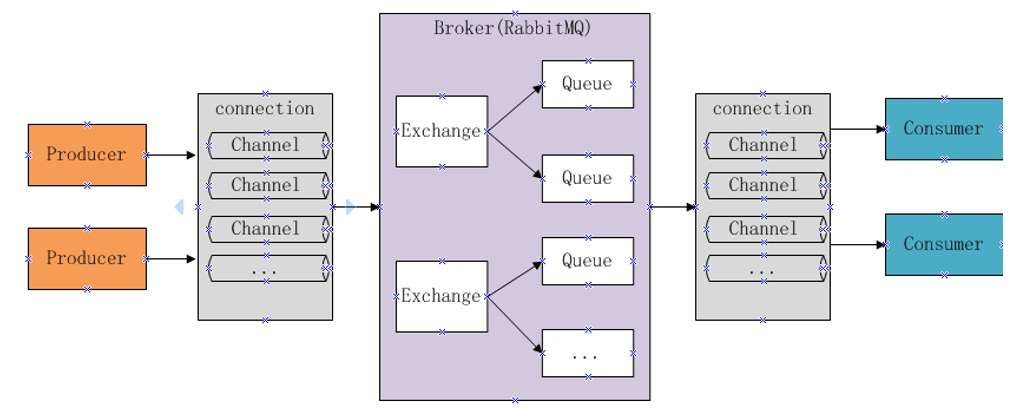 Producer
Producer
connection
Channel
Channel
Channel
...
Broker(RabbitMQ)
Exchange
Queue
Queue
Exchange
Queue
...
connection
Channel
Channel
Channel
...
Consumer
Consumer